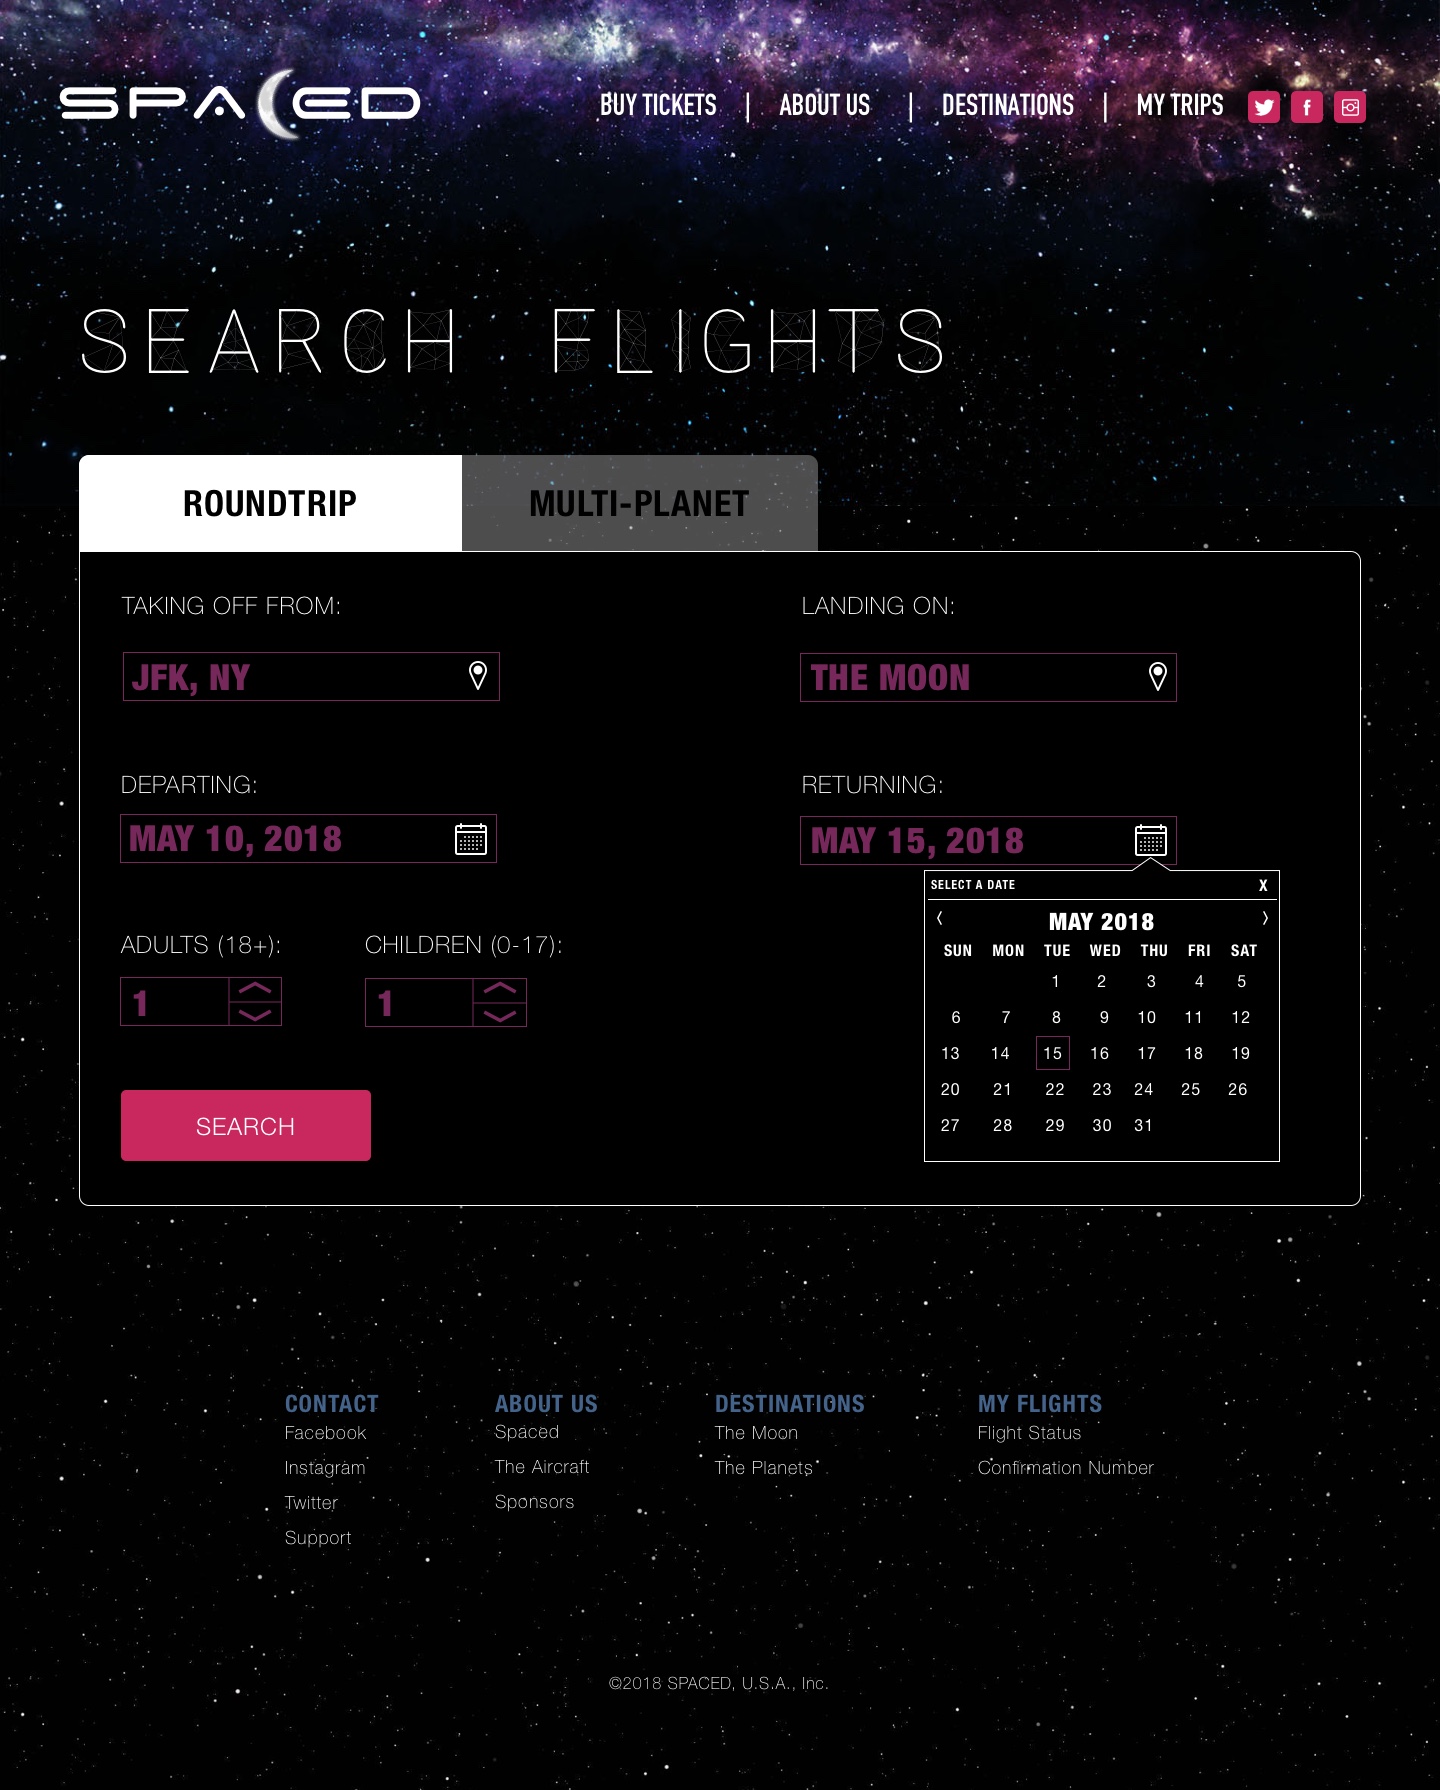 SPACED
BUY TICKETS | ABOUT US | DESTINATIONS | MY TRIPS
SEARCH FLIGHTS
ROUNDTRIP MULTI-PLANET
TAKING OFF FROM: LANDING ON:
JFK, NY THE MOON
DEPARTING: RETURNING:
MAY 10, 2018 MAY 15, 2018
SELECT A DATE X
MAY 2018
SUN MON TUE WED THU FRI SAT
1 2 3 4 5
6 7 8 9 10 11 12
13 14 15 16 17 18 19
20 21 22 23 24 25 26
27 28 29 30 31
ADULTS (18+): CHILDREN (0-17):
1 1
SEARCH
CONTACT
Facebook
Instagram
Twitter
Support
ABOUT US
Spaced
The Aircraft
Sponsors
DESTINATIONS
The Moon
The Planets
MY FLIGHTS
Flight Status
Confirmation Number
©2018 SPACED, U.S.A., Inc.